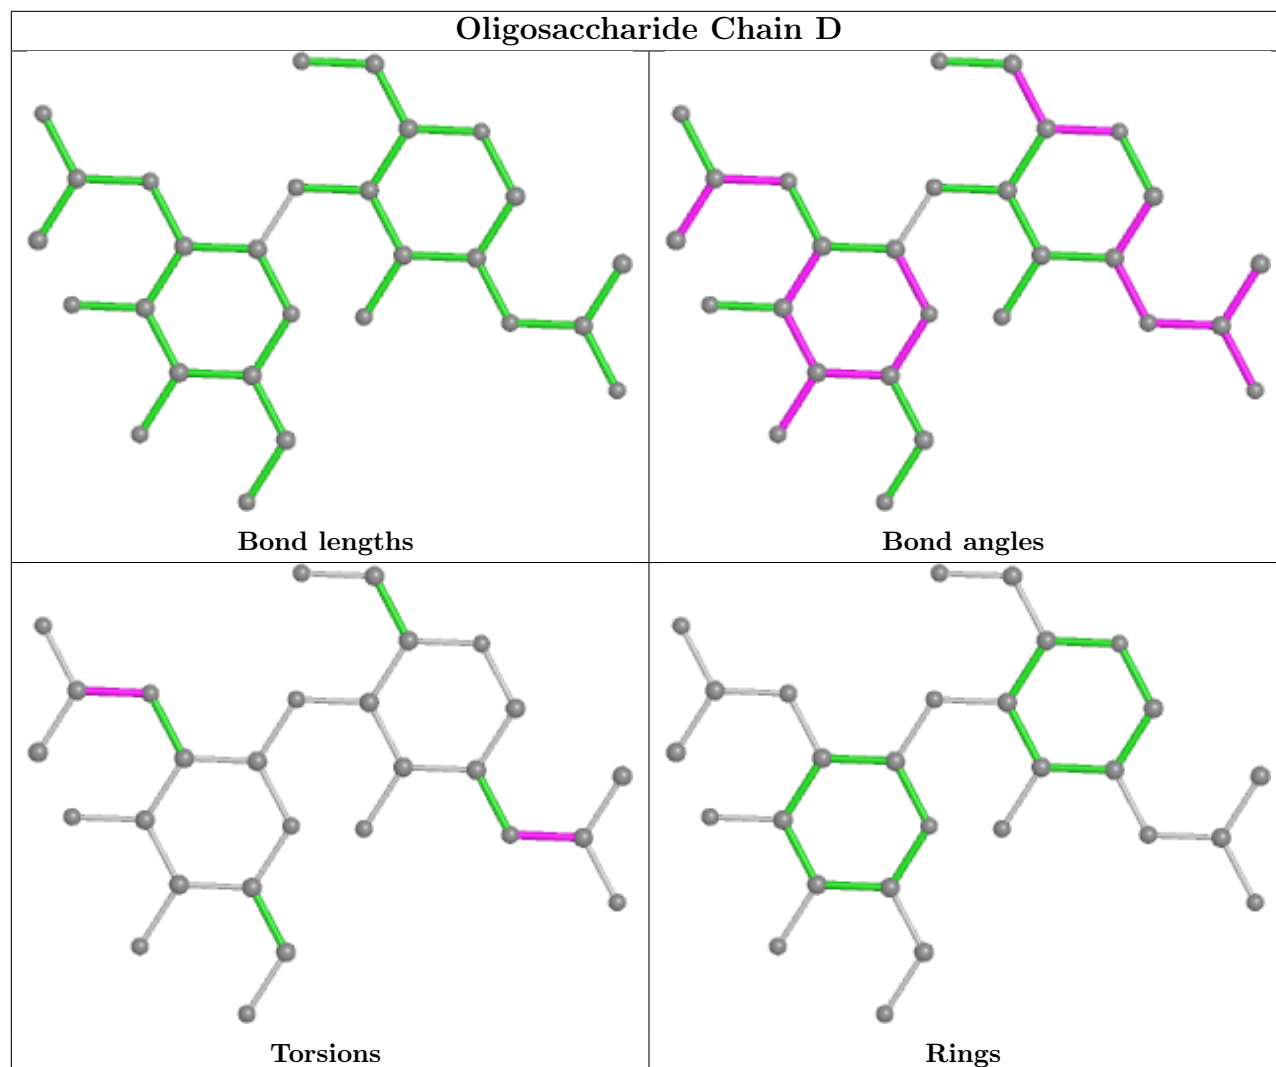 Oligosaccharide Chain D
Bond lengths
Bond angles
Torsions
Rings